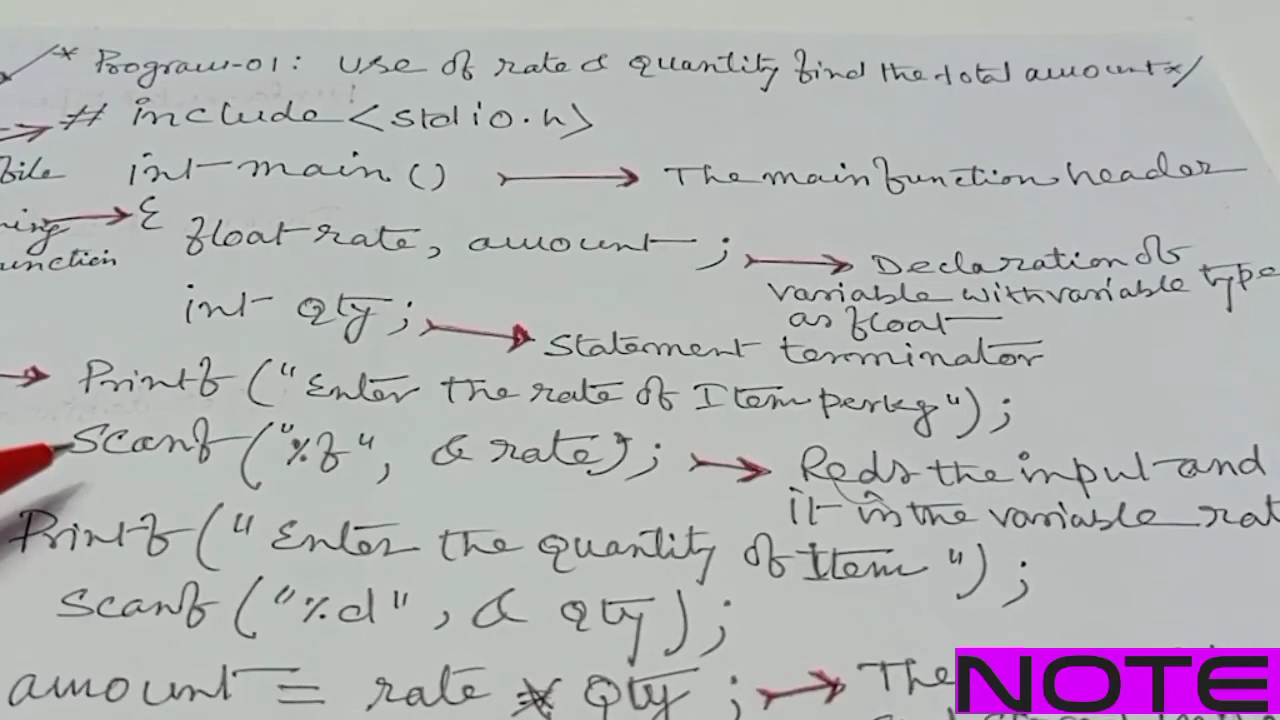 /* Program-01: Use of rate & quantity find the total amount */
# include <stdio.h>
file int main() The main function header
{
unction float rate, amount; Declaration of
variable with variable type
as float
int Qty; Statement terminator
Printf ("Enter the rate of Item per kg");
Scanf ("%f", & rate); Reds the input and
it in the variable rat
Printf ("Enter the quantity of Item");
Scanf ("%d", & Qty);
amount = rate * Qty; The
NOTE